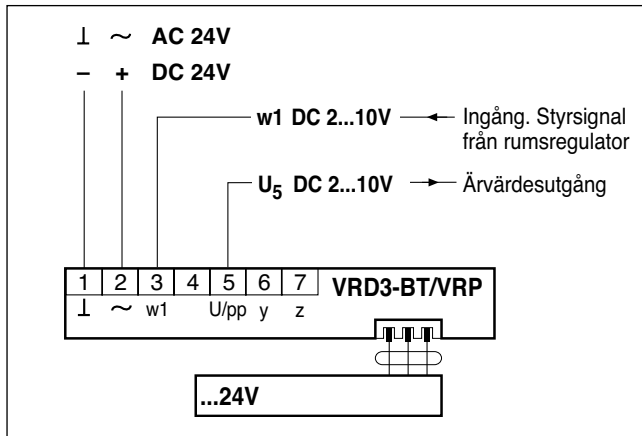 ⊥ ~ AC 24V
– + DC 24V
w1 DC 2...10V Ingång. Styrsignal
från rumsregulator
U5 DC 2...10V Ärvärdesutgång
1 2 3 4 5 6 7 VRD3-BT/VRP
⊥ ~ w1 U/pp y z
...24V